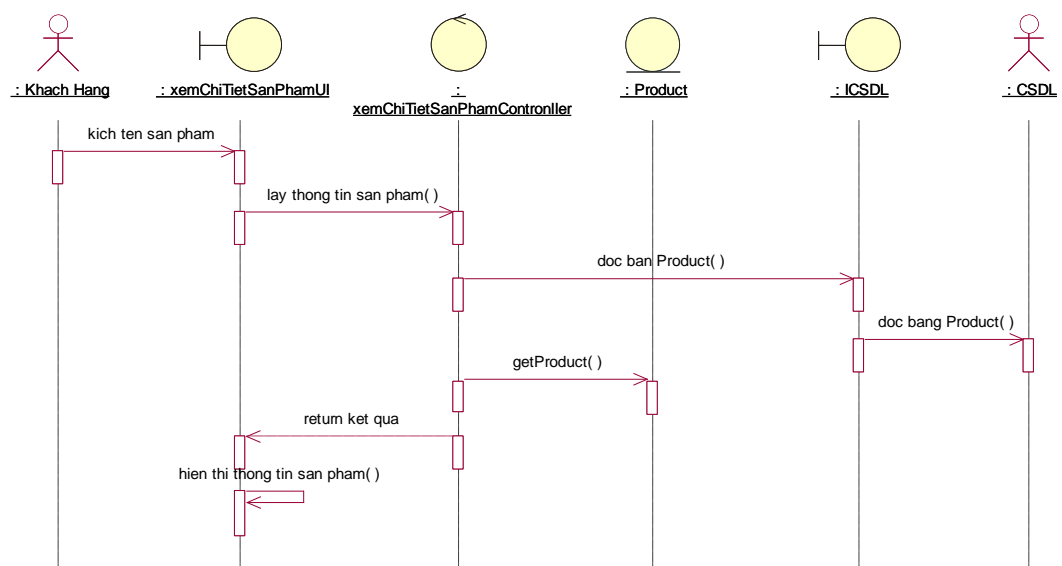 : Khach Hang
: xemChiTietSanPhamUI
:
xemChiTietSanPhamContronller
: Product
: ICSDL
: CSDL
kich ten san pham
lay thong tin san pham( )
doc ban Product( )
doc bang Product( )
getProduct( )
return ket qua
hien thi thong tin san pham( )